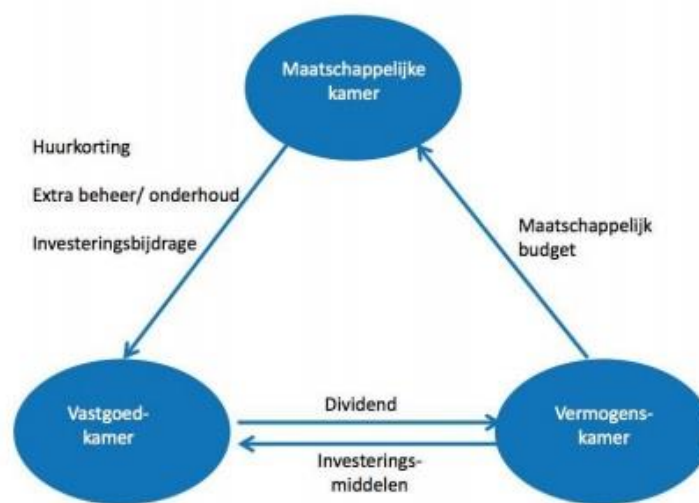 Maatschappelijke
kamer
Huurkorting
Extra beheer/ onderhoud
Investeringsbijdrage
Maatschappelijk
budget
Vastgoed-
kamer
Dividend
Investerings-
middelen
Vermogens-
kamer